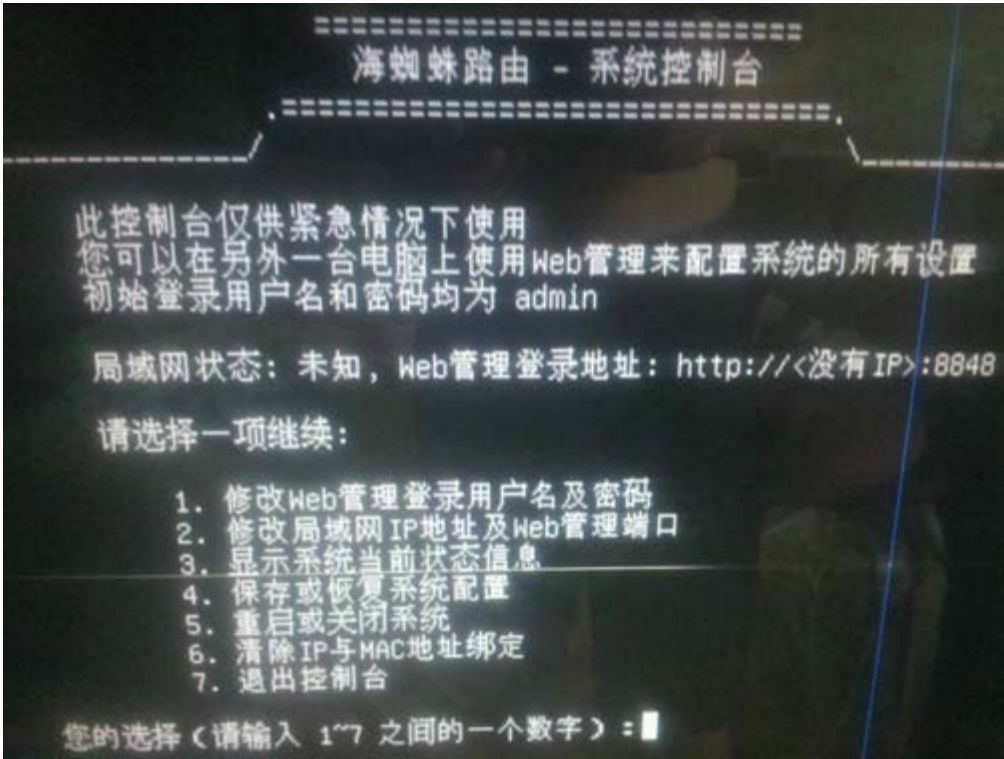 ==============================
海蜘蛛路由 - 系统控制台
.==================================.
---------------/ \---------
此控制台仅供紧急情况下使用
您可以在另外一台电脑上使用Web管理来配置系统的所有设置
初始登录用户名和密码均为 admin
局域网状态: 未知, Web管理登录地址: http://<没有IP>:8848
请选择一项继续:
1. 修改Web管理登录用户名及密码
2. 修改局域网IP地址及Web管理端口
3. 显示系统当前状态信息
4. 保存或恢复系统配置
5. 重启或关闭系统
6. 清除IP与MAC地址绑定
7. 退出控制台
您的选择(请输入 1~7 之间的一个数字):